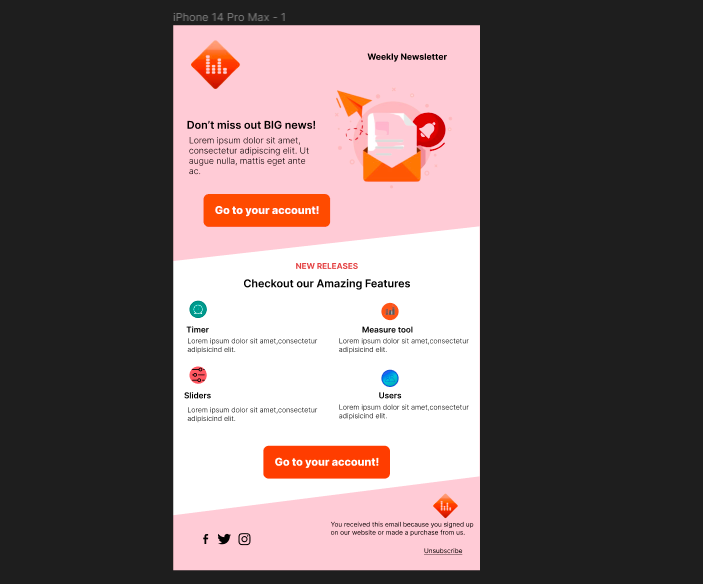 iPhone 14 Pro Max - 1
Weekly Newsletter
Don't miss out BIG news!
Lorem ipsum dolor sit amet,
consectetur adipiscing elit. Ut
augue nulla, mattis eget ante
ac.
Go to your account!
NEW RELEASES
Checkout our Amazing Features
Timer
Lorem ipsum dolor sit amet,consectetur
adipisicind elit.
Measure tool
Lorem ipsum dolor sit amet,consectetur
adipisicind elit.
Sliders
Lorem ipsum dolor sit amet,consectetur
adipisicind elit.
Users
Lorem ipsum dolor sit amet,consectetur
adipisicind elit.
Go to your account!
You received this email because you signed up
on our website or made a purchase from us.
Unsubscribe